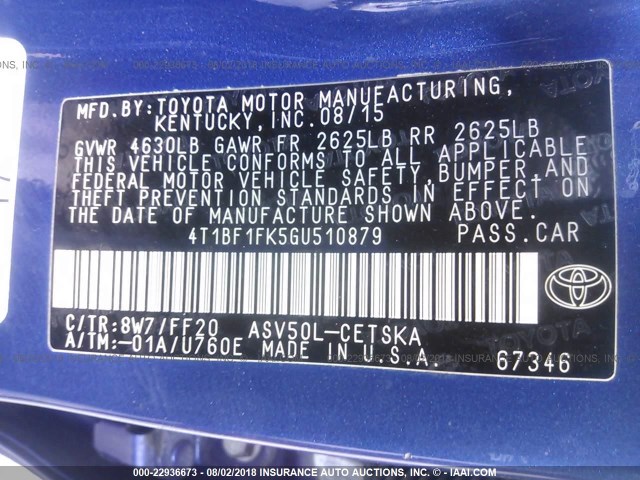 MFD.BY:TOYOTA MOTOR MANUFACTURING,
KENTUCKY,INC.08/15
GVWR 4630LB GAWR FR 2625LB RR 2625LB
THIS VEHICLE CONFORMS TO ALL APPLICABLE
FEDERAL MOTOR VEHICLE SAFETY,BUMPER,AND
THEFT PREVENTION STANDARDS IN EFFECT ON
THE DATE OF MANUFACTURE SHOWN ABOVE.
4T1BF1FK5GU510879 PASS.CAR
C/TR:8W7/FF20 ASV50L-CETSKA
A/TM:-01A/U760E MADE IN U.S.A. 67346
000-22936673 - 08/02/2018 INSURANCE AUTO AUCTIONS, INC. - IAAI.COM